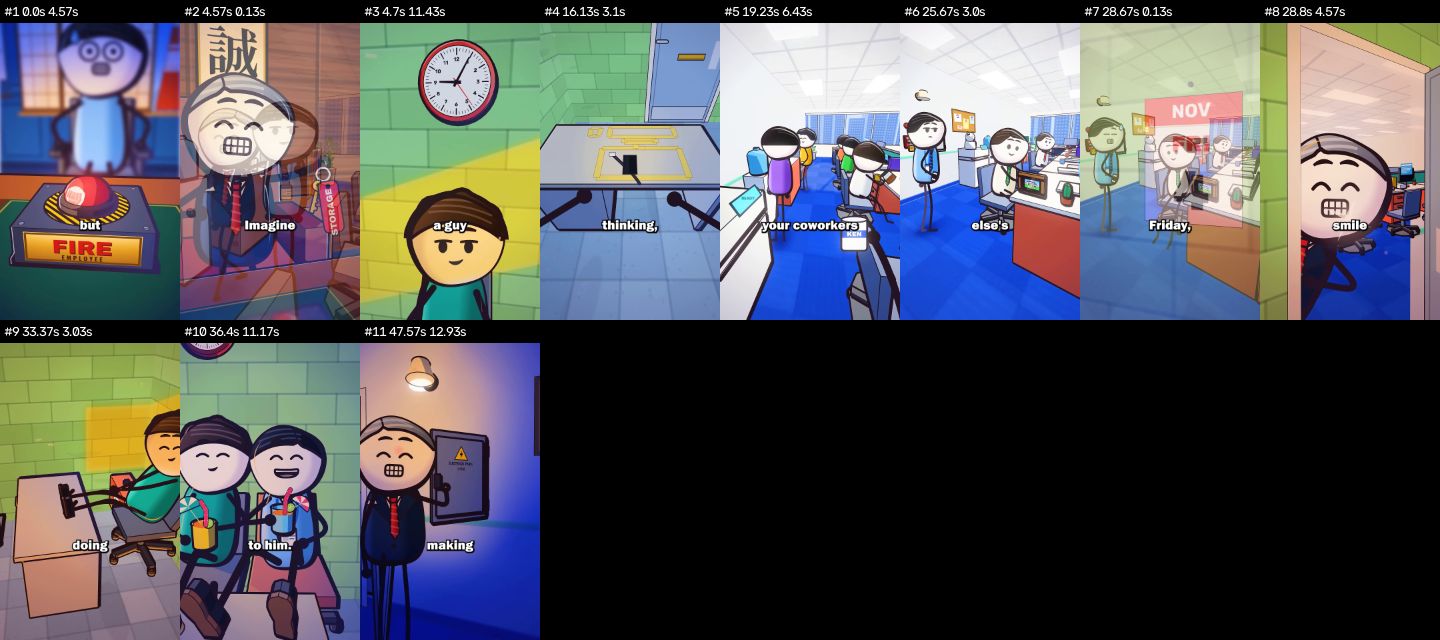 #1 0.0s 4.57s
#2 4.57s 0.13s
#3 4.7s 11.43s
#4 16.13s 3.1s
#5 19.23s 6.43s
#6 25.67s 3.0s
#7 28.67s 0.13s
#8 28.8s 4.57s
but
FIRE
EMPLOYEE
誠
STORAGE
Imagine
a guy
thinking,
your coworkers
KEN
else's
NOV
Friday,
smile
#9 33.37s 3.03s
#10 36.4s 11.17s
#11 47.57s 12.93s
doing
to him.
making